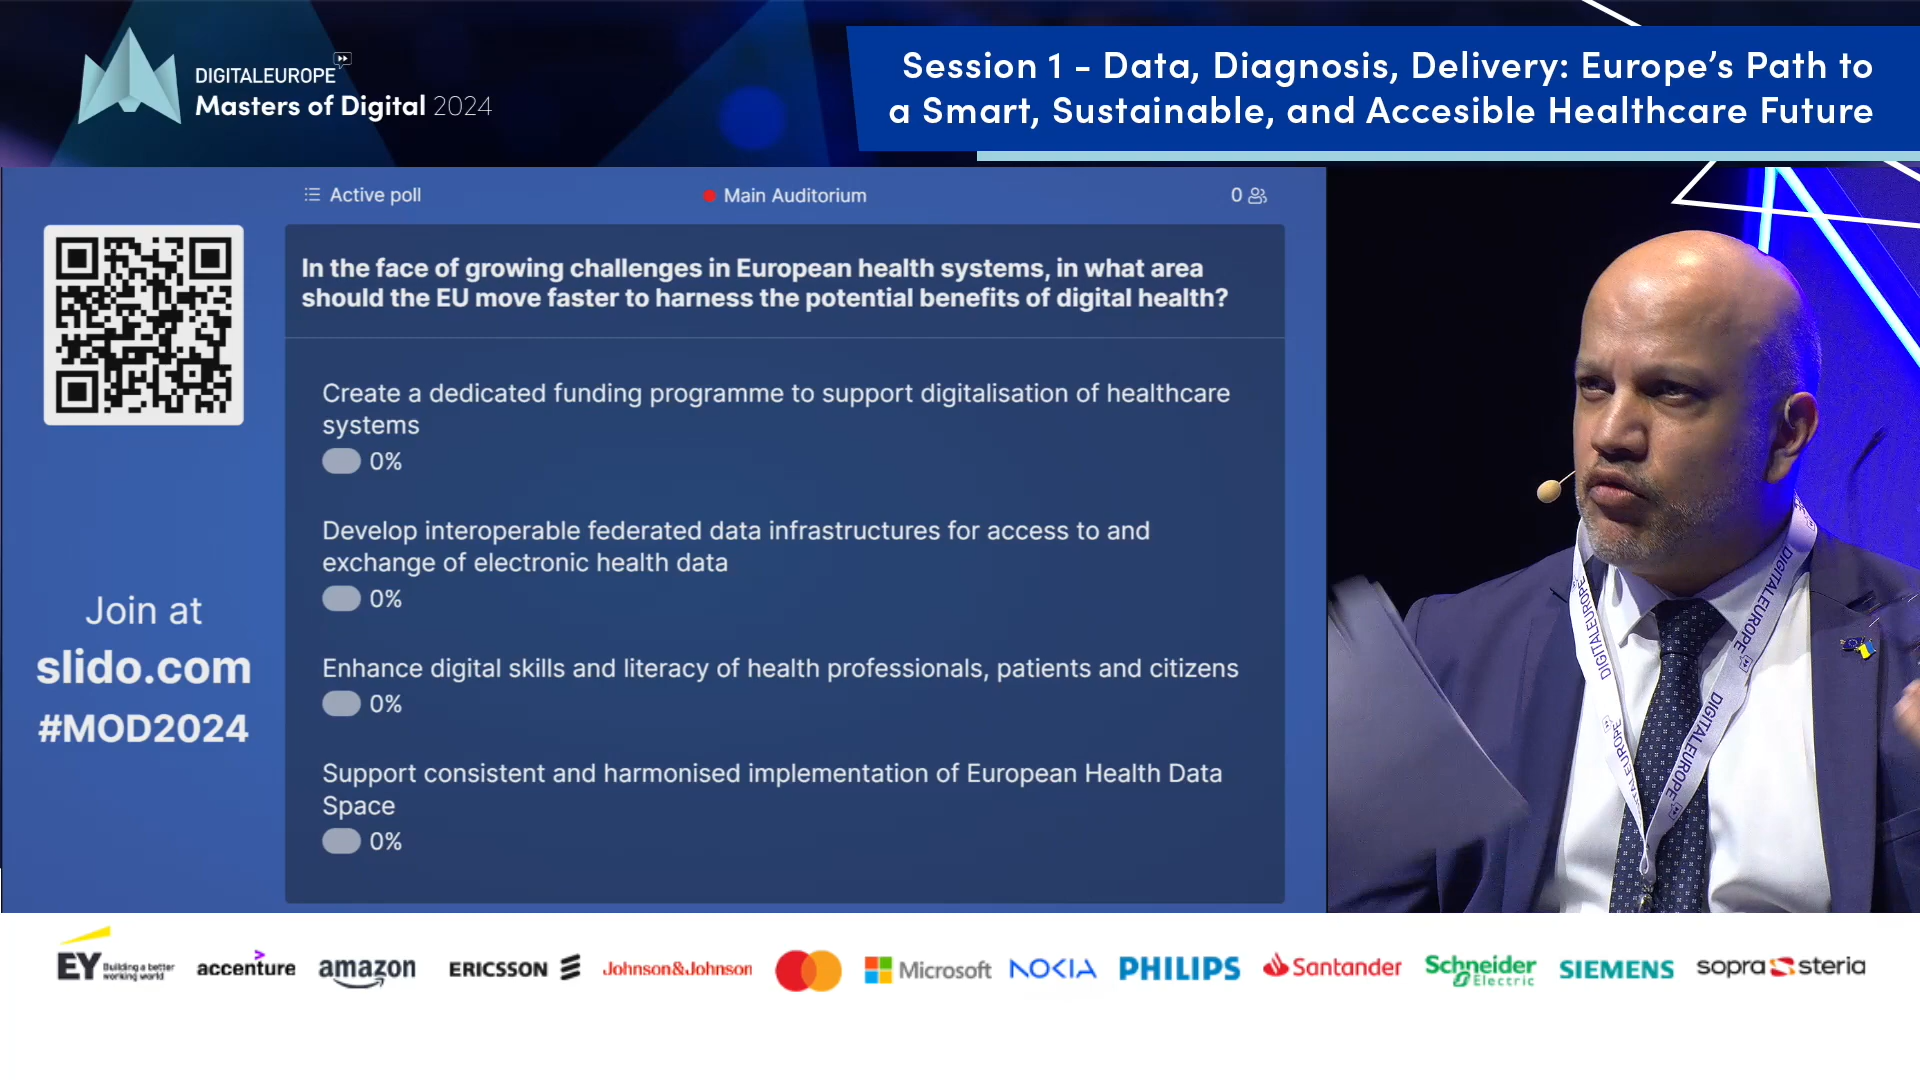 DIGITALEUROPE
Masters of Digital 2024
Session 1 - Data, Diagnosis, Delivery: Europe's Path to
a Smart, Sustainable, and Accesible Healthcare Future
Active poll
Main Auditorium
0
In the face of growing challenges in European health systems, in what area
should the EU move faster to harness the potential benefits of digital health?
Create a dedicated funding programme to support digitalisation of healthcare
systems
0%
Develop interoperable federated data infrastructures for access to and
exchange of electronic health data
0%
Enhance digital skills and literacy of health professionals, patients and citizens
0%
Support consistent and harmonised implementation of European Health Data
Space
0%
Join at
slido.com
#MOD2024
DIGITALEUROPE
DIGITALEUROPE
DIGITALEUROPE
DIGITALEUROPE
EY Building a better
working world
accenture
amazon
ERICSSON
Johnson&Johnson
Microsoft
NOKIA
PHILIPS
Santander
Schneider
Electric
SIEMENS
sopra steria